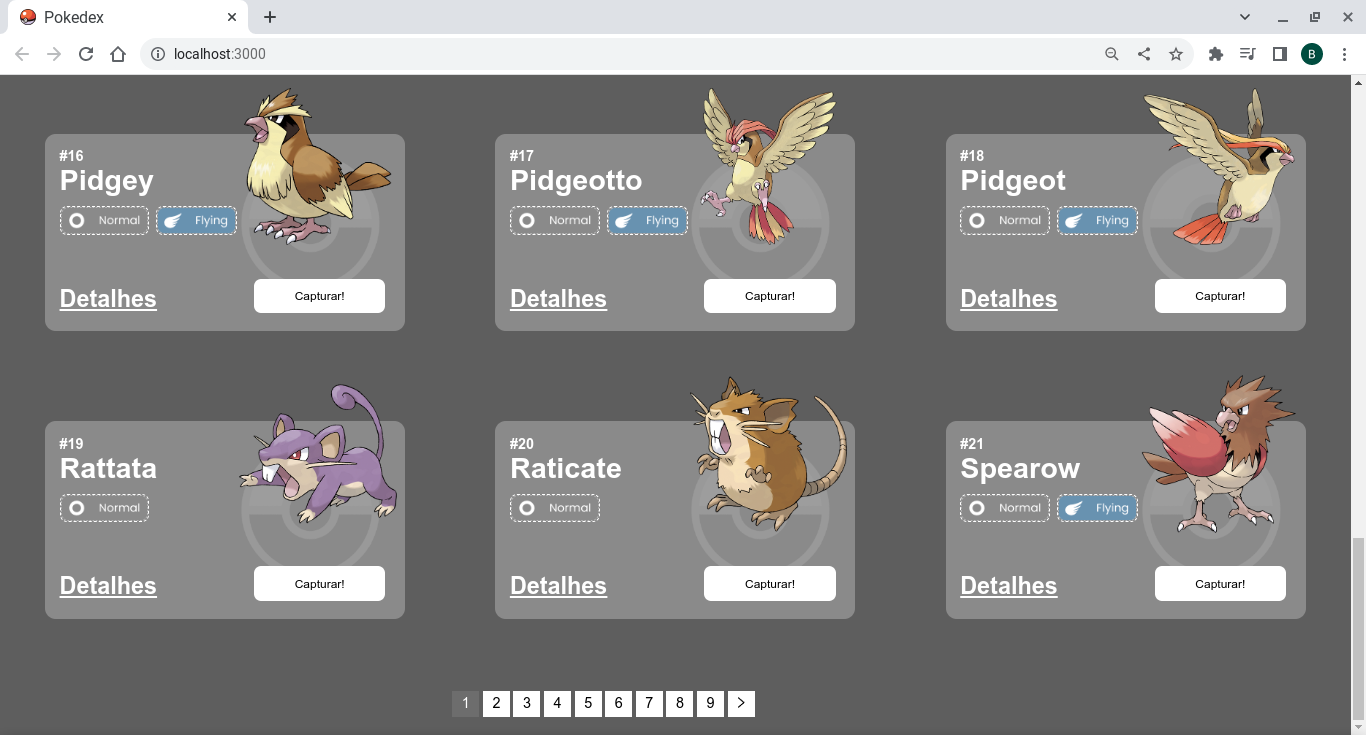 Pokedex
localhost:3000
B
#16
Pidgey
Normal Flying
Detalhes Capturar!
#17
Pidgeotto
Normal Flying
Detalhes Capturar!
#18
Pidgeot
Normal Flying
Detalhes Capturar!
#19
Rattata
Normal
Detalhes Capturar!
#20
Raticate
Normal
Detalhes Capturar!
#21
Spearow
Normal Flying
Detalhes Capturar!
1 2 3 4 5 6 7 8 9 >